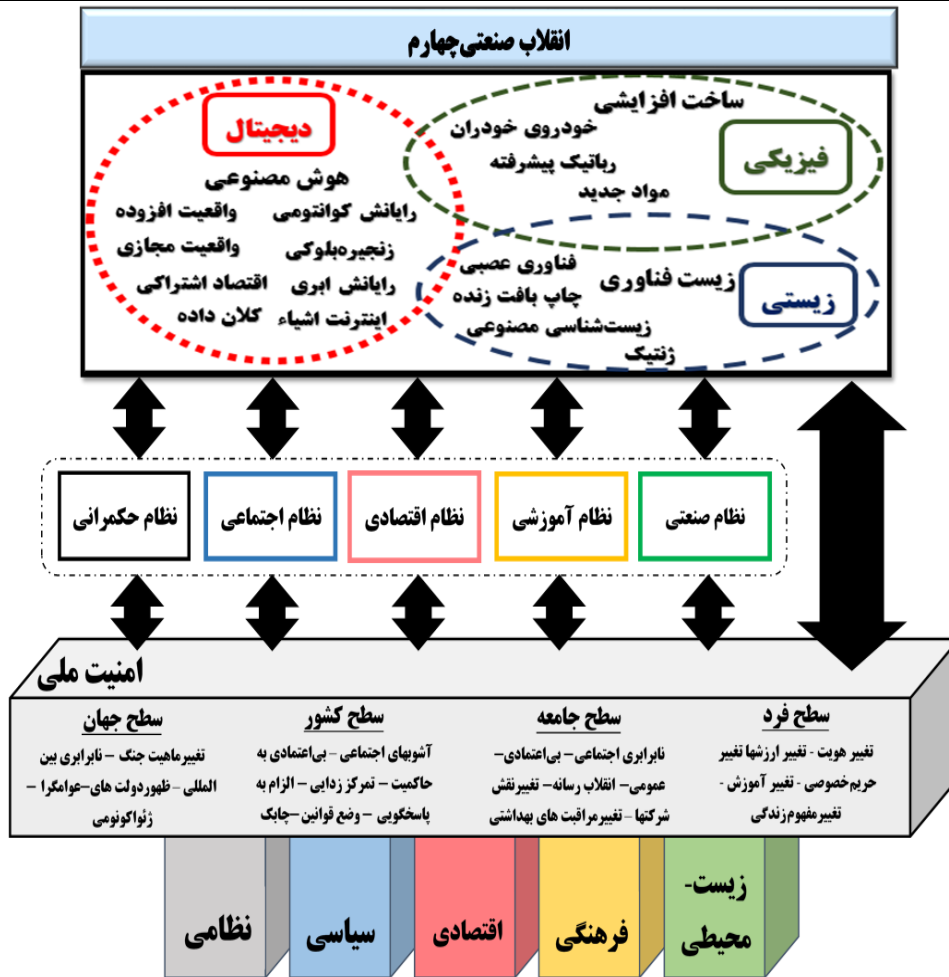 انقلاب صنعتی چهارم
ساخت افزایشی
خودروی خودران
رباتیک پیشرفته
مواد جدید
فیزیکی
دیجیتال
هوش مصنوعی
رایانش کوانتومی
واقعیت افزوده
زنجیره‌بلوکی
واقعیت مجازی
رایانش ابری
اقتصاد اشتراکی
اینترنت اشیاء
کلان داده
زیستی
زیست فناوری
فناوری عصبی
چاپ بافت زنده
زیست‌شناسی مصنوعی
ژنتیک
نظام صنعتی
نظام آموزشی
نظام اقتصادی
نظام اجتماعی
نظام حکمرانی
امنیت ملی
سطح فرد
تغییر هویت - تغییر ارزشها تغییر
حریم‌خصوصی - تغییر آموزش -
تغییرمفهوم‌زندگی
سطح جامعه
نابرابری اجتماعی – بی‌اعتمادی–
عمومی– انقلاب رسانه– تغییرنقش
شرکتها – تغییرمراقبت های بهداشتی
سطح کشور
آشوبهای اجتماعی – بی‌اعتمادی به
حاکمیت – تمرکز زدایی – الزام به
پاسخگویی – وضع قوانین –چابک
سطح جهان
تغییرماهیت جنگ – نابرابری بین
المللی – ظهوردولت های–عوامگرا –
ژئواکونومی
زیست-
محیطی
فرهنگی
اقتصادی
سیاسی
نظامی